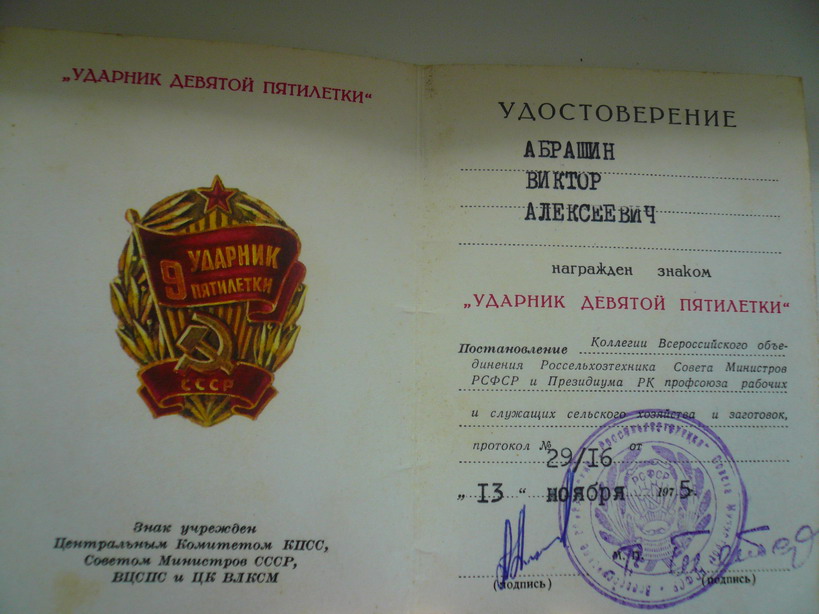 „УДАРНИК ДЕВЯТОЙ ПЯТИЛЕТКИ“
9 УДАРНИК
ПЯТИЛЕТКИ
СССР
Знак учрежден
Центральным Комитетом КПСС,
Советом Министров СССР,
ВЦСПС и ЦК ВЛКСМ
УДОСТОВЕРЕНИЕ
АБРАШИН
ВИКТОР
АЛЕКСЕЕВИЧ
награжден знаком
„УДАРНИК ДЕВЯТОЙ ПЯТИЛЕТКИ“
Постановление Коллегии Всероссийского объе-
динения Россельхозтехника Совета Министров
РСФСР и Президиума РК профсоюза рабочих
и служащих сельского хозяйства и заготовок,
протокол № 29/16 от
„ 13 “ ноября 1975 г.
РСФСР
М. П.
(подпись) (подпись)